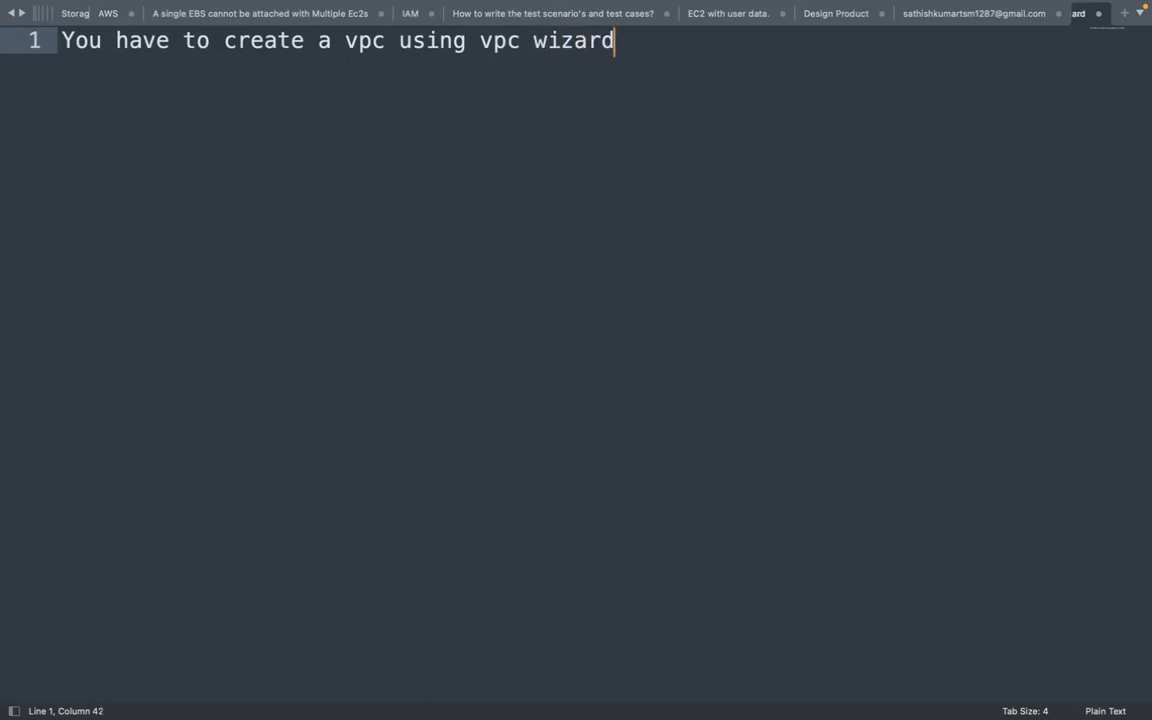 Storag AWS A single EBS cannot be attached with Multiple Ec2s IAM How to write the test scenario's and test cases? EC2 with user data. Design Product sathishkumartsm1287@gmail.com ard
1 You have to create a vpc using vpc wizard
Line 1, Column 42 Tab Size: 4 Plain Text